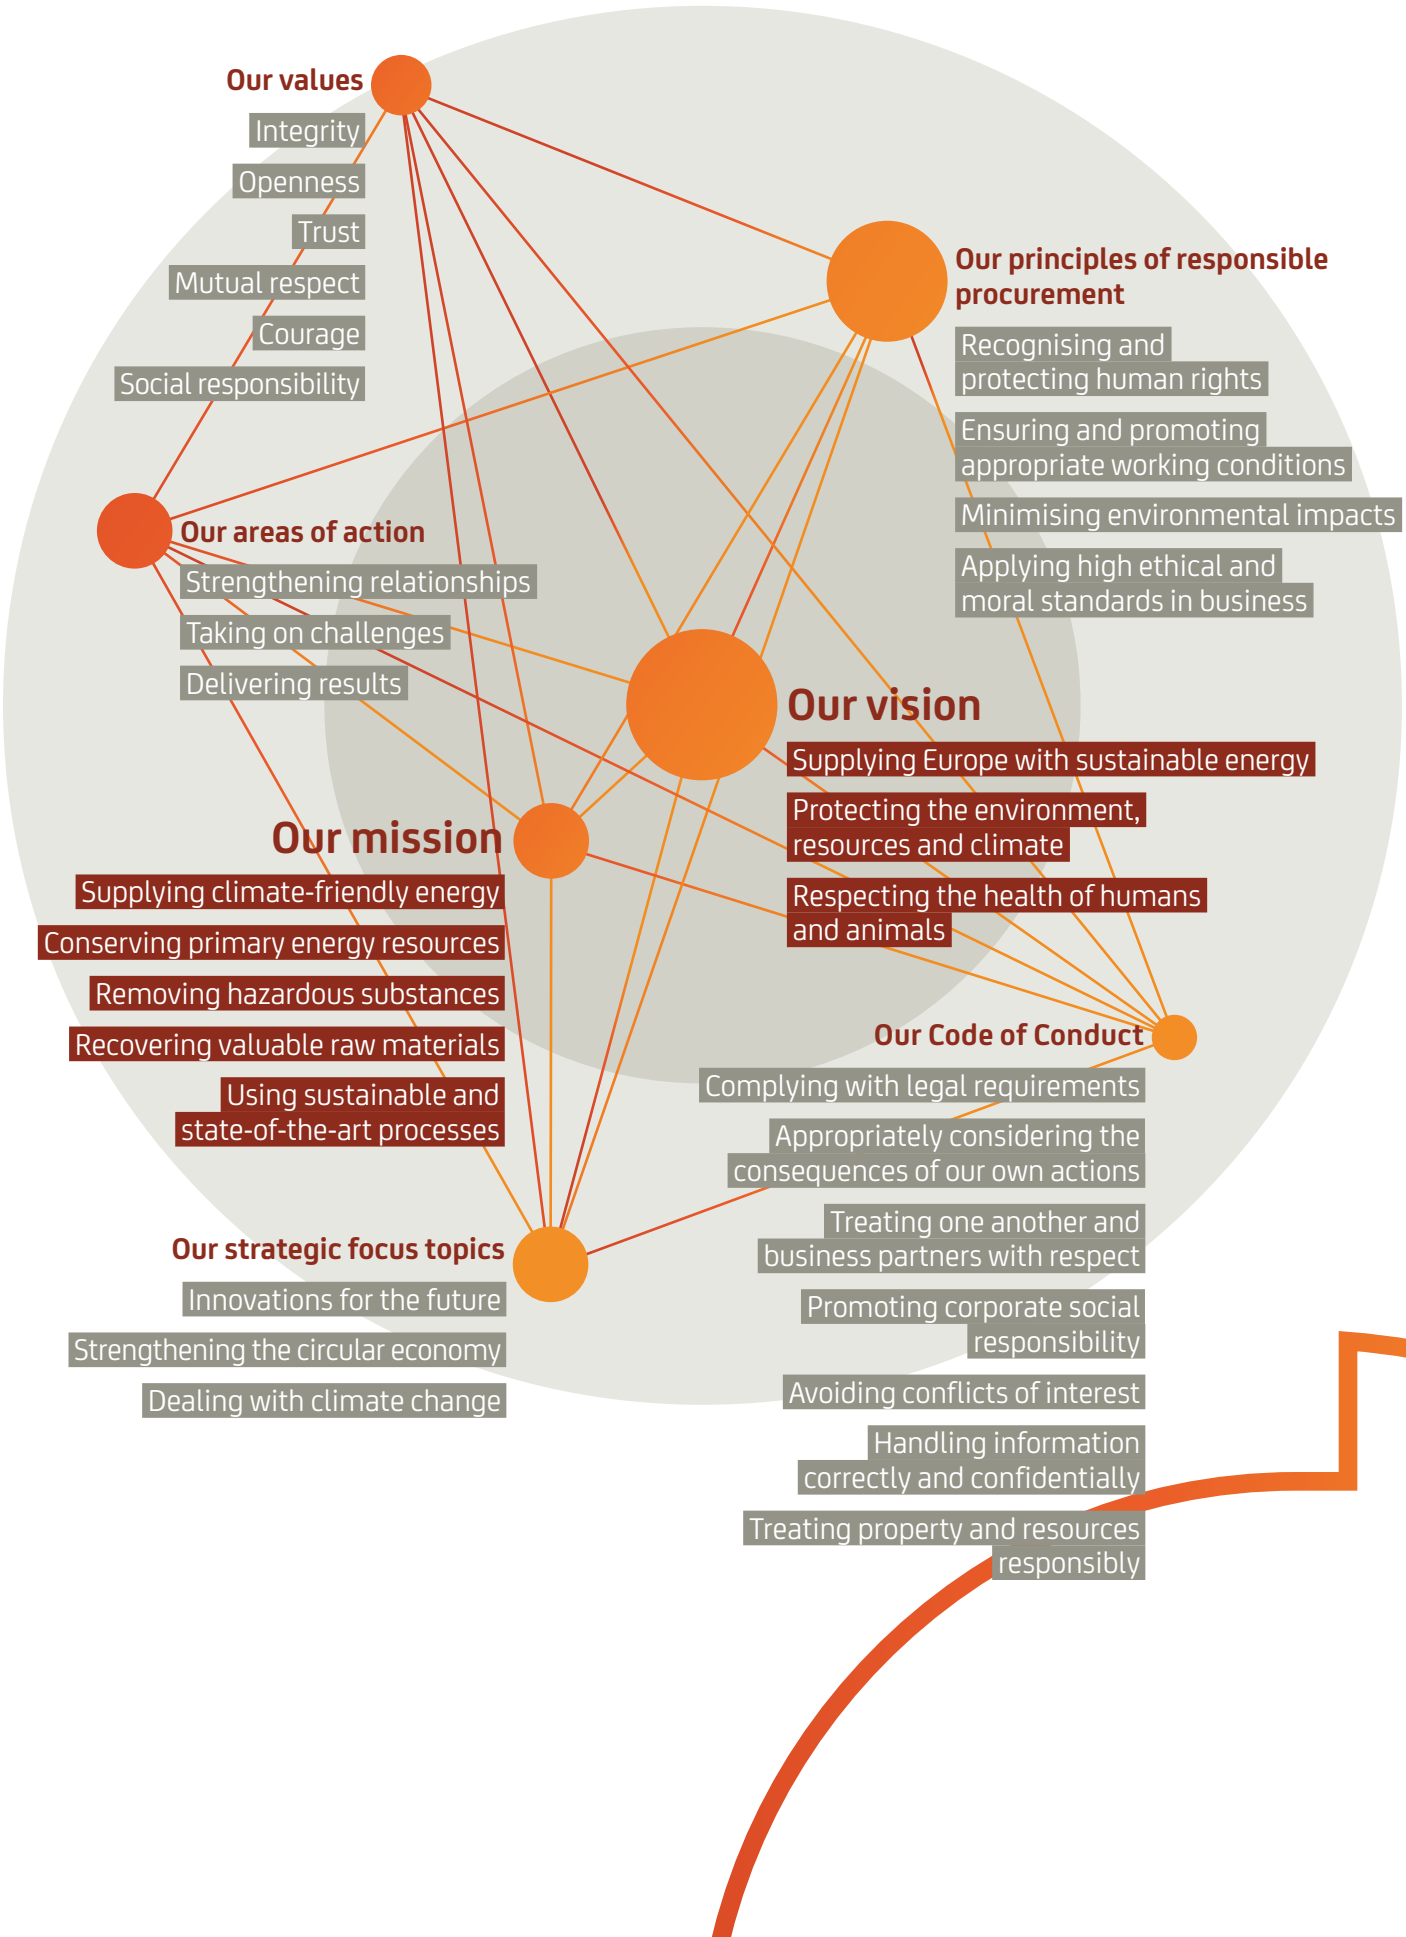 Our values
Integrity
Openness
Trust
Mutual respect
Courage
Social responsibility
Our principles of responsible
procurement
Recognising and
protecting human rights
Ensuring and promoting
appropriate working conditions
Minimising environmental impacts
Applying high ethical and
moral standards in business
Our areas of action
Strengthening relationships
Taking on challenges
Delivering results
Our vision
Supplying Europe with sustainable energy
Protecting the environment,
resources and climate
Respecting the health of humans
and animals
Our mission
Supplying climate-friendly energy
Conserving primary energy resources
Removing hazardous substances
Recovering valuable raw materials
Using sustainable and
state-of-the-art processes
Our Code of Conduct
Complying with legal requirements
Appropriately considering the
consequences of our own actions
Treating one another and
business partners with respect
Promoting corporate social
responsibility
Avoiding conflicts of interest
Handling information
correctly and confidentially
Treating property and resources
responsibly
Our strategic focus topics
Innovations for the future
Strengthening the circular economy
Dealing with climate change